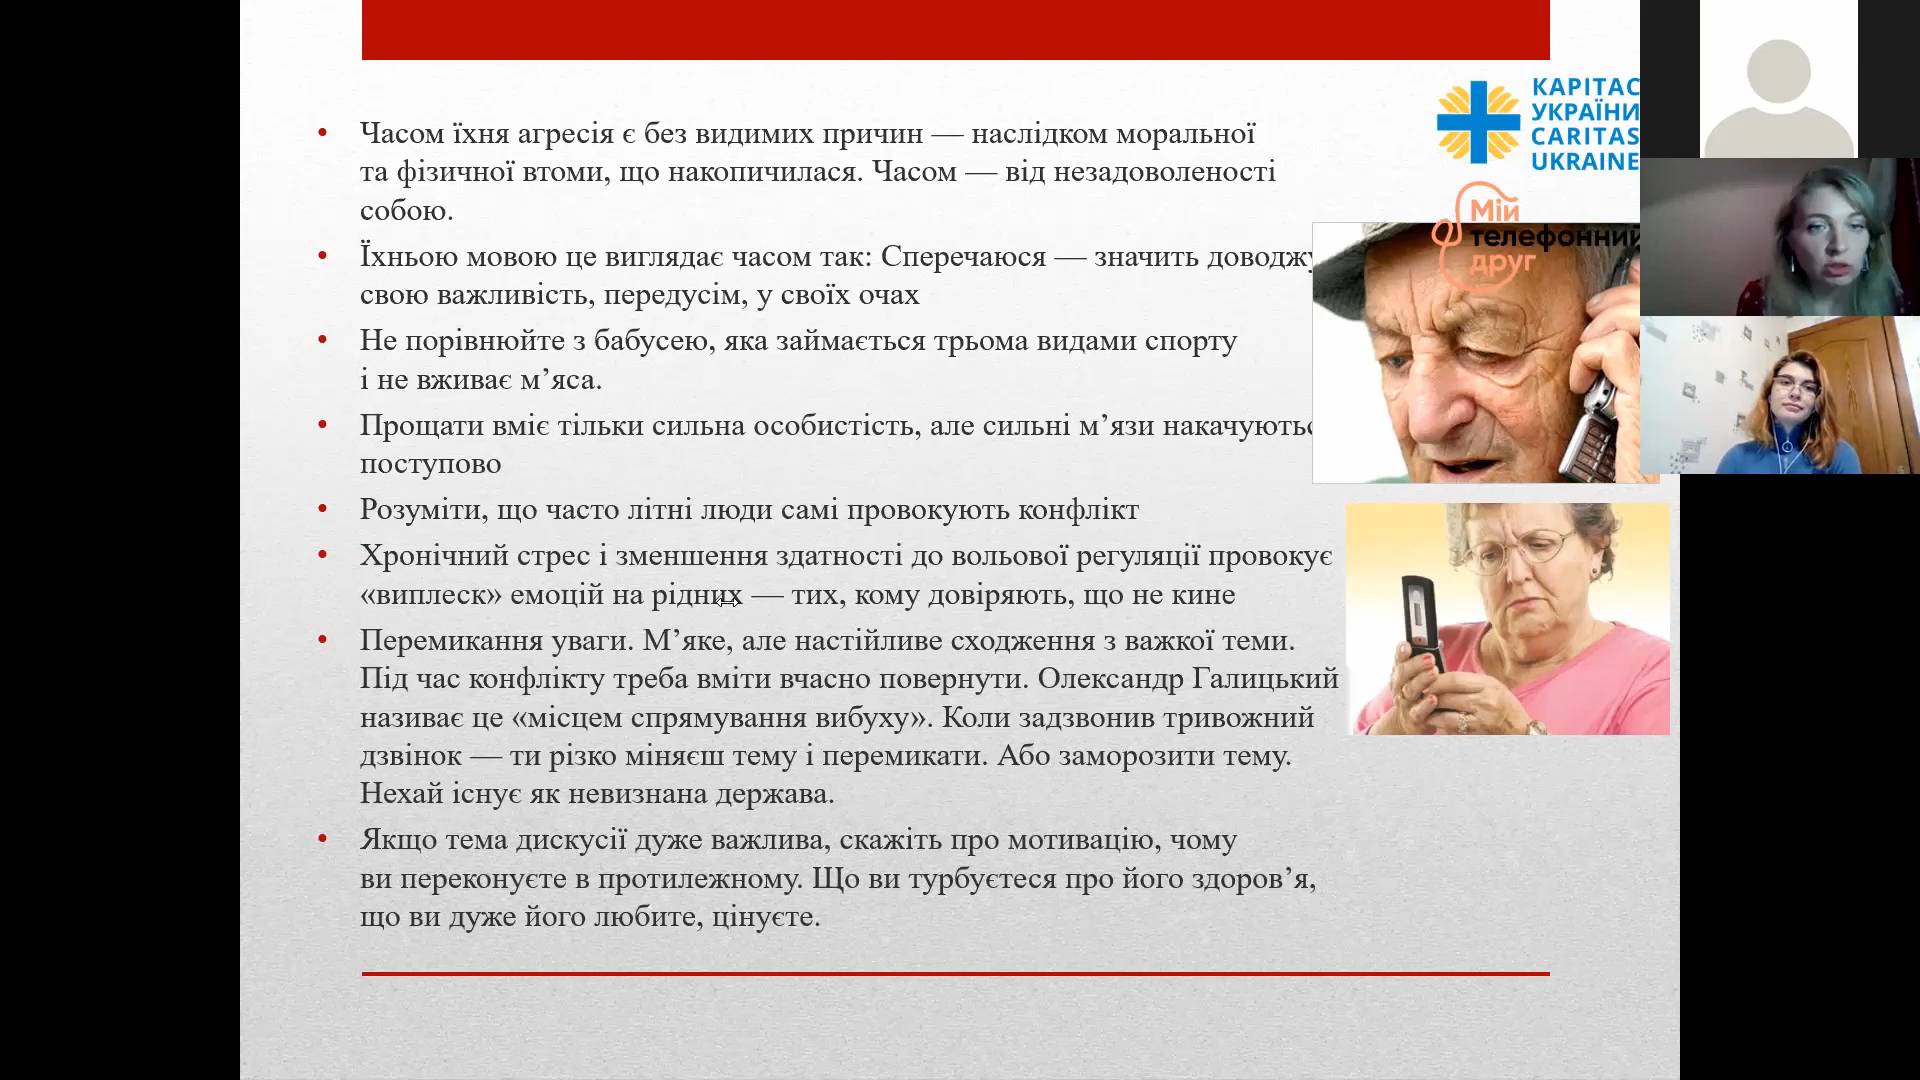 Часом їхня агресія є без видимих причин — наслідком моральної
та фізичної втоми, що накопичилася. Часом — від незадоволеності
собою.
Їхньою мовою це виглядає часом так: Сперечаюся — значить доводжу
свою важливість, передусім, у своїх очах
Не порівнюйте з бабусею, яка займається трьома видами спорту
і не вживає м’яса.
Прощати вміє тільки сильна особистість, але сильні м’язи накачують
поступово
Розуміти, що часто літні люди самі провокують конфлікт
Хронічний стрес і зменшення здатності до вольової регуляції провокує
«виплеск» емоцій на рідних — тих, кому довіряють, що не кине
Перемикання уваги. М’яке, але настійливе сходження з важкої теми.
Під час конфлікту треба вміти вчасно повернути. Олександр Галицький
називає це «місцем спрямування вибуху». Коли задзвонив тривожний
дзвінок — ти різко міняєш тему і перемикати. Або заморозити тему.
Нехай існує як невизнана держава.
Якщо тема дискусії дуже важлива, скажіть про мотивацію, чому
ви переконуєте в протилежному. Що ви турбуєтеся про його здоров’я,
що ви дуже його любите, цінуєте.
КАРІТАС
УКРАЇНИ
CARITAS
UKRAINE
Мій
телефонний
друг